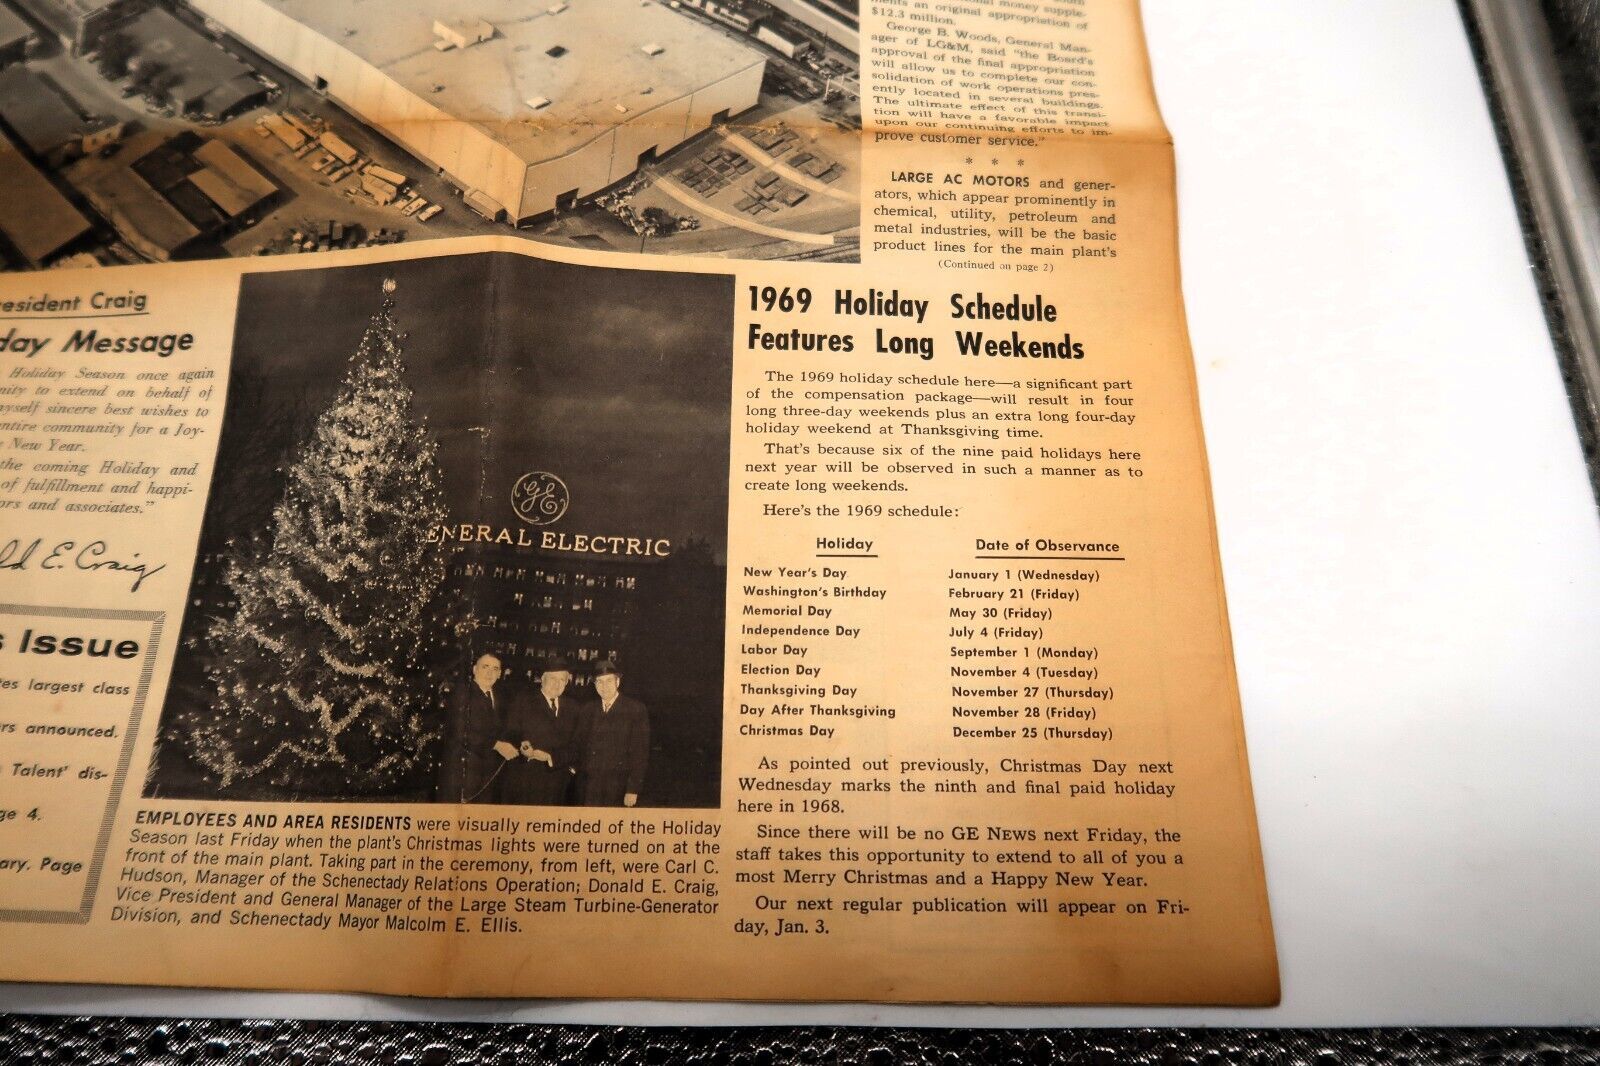 ments an original appropriation of
$12.3 million.
George B. Woods, General Man-
ager of LG&M, said "the Board's
approval of the final appropriation
will allow us to complete our con-
solidation of work operations pres-
ently located in several buildings.
The ultimate effect of this transi-
tion will have a favorable impact
upon our continuing efforts to im-
prove customer service."
* * *
LARGE AC MOTORS and gener-
ators, which appear prominently in
chemical, utility, petroleum and
metal industries, will be the basic
product lines for the main plant's
(Continued on page 2)
esident Craig
day Message
Holiday Season once again
nity to extend on behalf of
myself sincere best wishes to
entire community for a Joy-
New Year.
the coming Holiday and
of fulfillment and happi-
ors and associates."
ld E. Craig
s Issue
tes largest class
rs announced.
Talent' dis-
ge 4.
ary. Page
GE
ENERAL ELECTRIC
EMPLOYEES AND AREA RESIDENTS were visually reminded of the Holiday
Season last Friday when the plant's Christmas lights were turned on at the
front of the main plant. Taking part in the ceremony, from left, were Carl C.
Hudson, Manager of the Schenectady Relations Operation; Donald E. Craig,
Vice President and General Manager of the Large Steam Turbine-Generator
Division, and Schenectady Mayor Malcolm E. Ellis.
1969 Holiday Schedule
Features Long Weekends
The 1969 holiday schedule here—a significant part
of the compensation package—will result in four
long three-day weekends plus an extra long four-day
holiday weekend at Thanksgiving time.
That's because six of the nine paid holidays here
next year will be observed in such a manner as to
create long weekends.
Here's the 1969 schedule:
Holiday Date of Observance
New Year's Day January 1 (Wednesday)
Washington's Birthday February 21 (Friday)
Memorial Day May 30 (Friday)
Independence Day July 4 (Friday)
Labor Day September 1 (Monday)
Election Day November 4 (Tuesday)
Thanksgiving Day November 27 (Thursday)
Day After Thanksgiving November 28 (Friday)
Christmas Day December 25 (Thursday)
As pointed out previously, Christmas Day next
Wednesday marks the ninth and final paid holiday
here in 1968.
Since there will be no GE NEWS next Friday, the
staff takes this opportunity to extend to all of you a
most Merry Christmas and a Happy New Year.
Our next regular publication will appear on Fri-
day, Jan. 3.